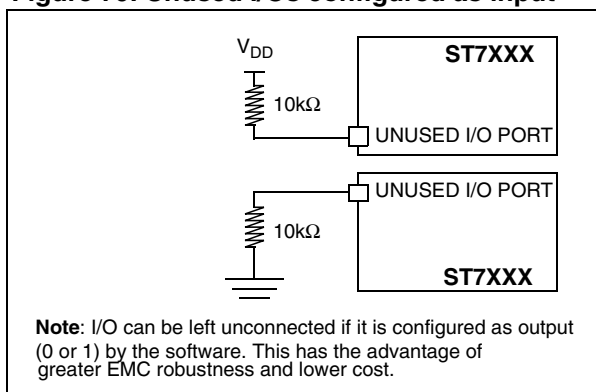 Figure Unused I/Os configured as input
VDD
ST7XXX
10kΩ
UNUSED I/O PORT
UNUSED I/O PORT
10kΩ
ST7XXX
Note: I/O can be left unconnected if it is configured as output
(0 or 1) by the software. This has the advantage of
greater EMC robustness and lower cost.